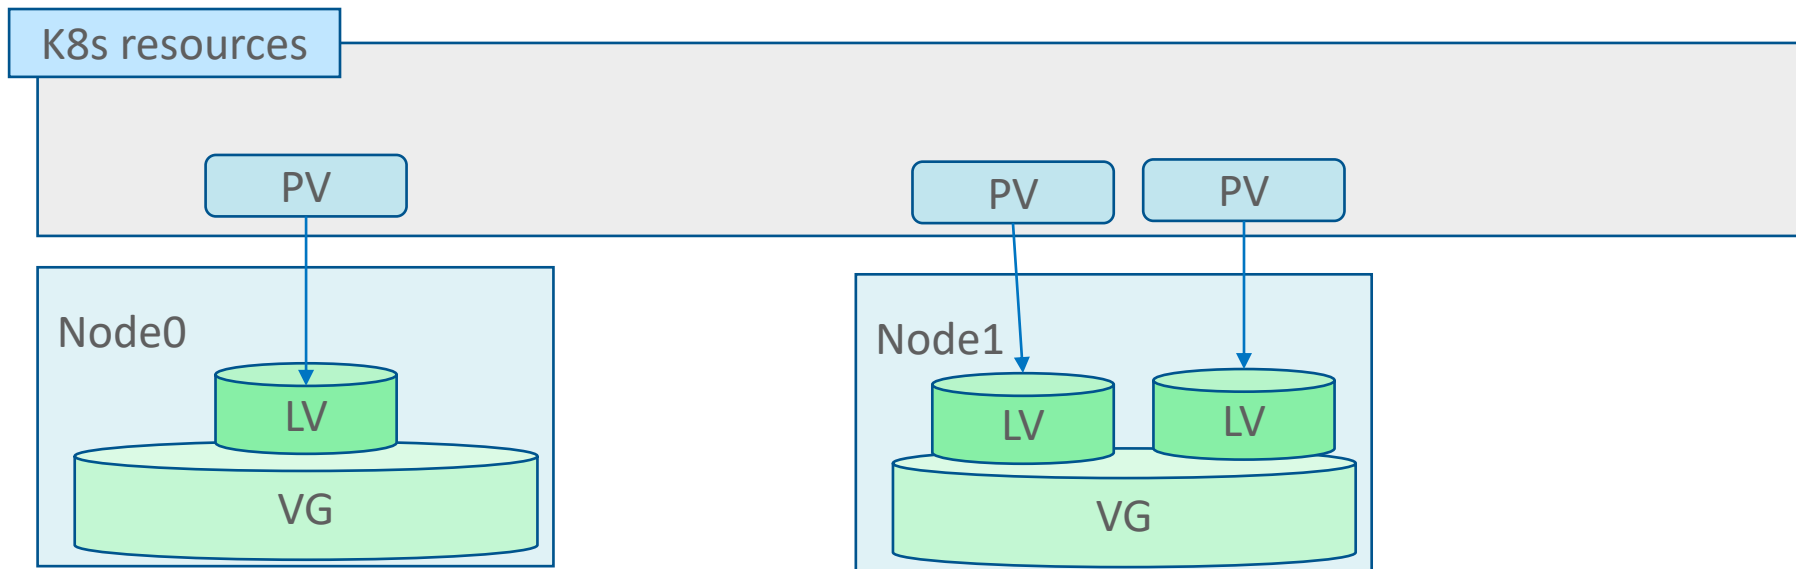 K8s resources
PV
PV
PV
Node0
LV
VG
Node1
LV
LV
VG